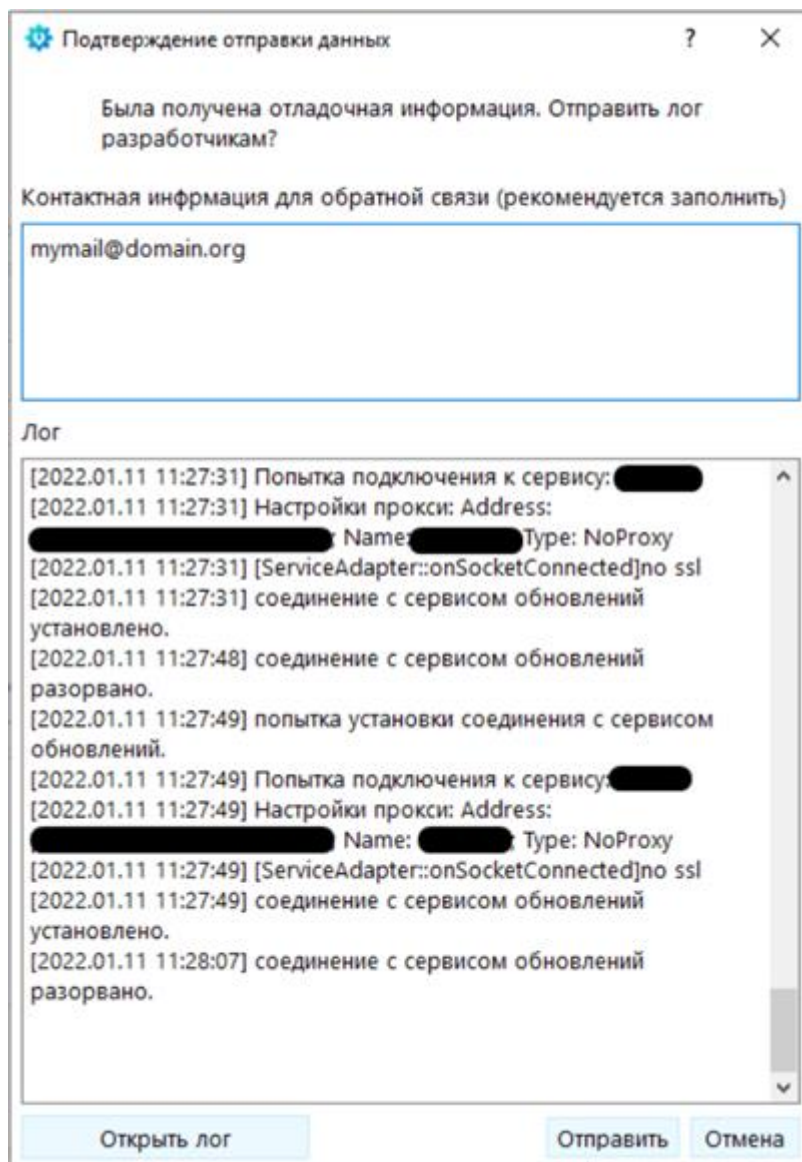 Подтверждение отправки данных
?
Была получена отладочная информация. Отправить лог
разработчикам?
Контактная инфрмация для обратной связи (рекомендуется заполнить)
mymail@domain.org
Лог
[2022.01.11 11:27:31] Попытка подключения к сервису:
[2022.01.11 11:27:31] Настройки прокси: Address:
Name: Type: NoProxy
[2022.01.11 11:27:31] [ServiceAdapter::onSocketConnected]no ssl
[2022.01.11 11:27:31] соединение с сервисом обновлений
установлено.
[2022.01.11 11:27:48] соединение с сервисом обновлений
разорвано.
[2022.01.11 11:27:49] попытка установки соединения с сервисом
обновлений.
[2022.01.11 11:27:49] Попытка подключения к сервису:
[2022.01.11 11:27:49] Настройки прокси: Address:
Name: ; Type: NoProxy
[2022.01.11 11:27:49] [ServiceAdapter::onSocketConnected]no ssl
[2022.01.11 11:27:49] соединение с сервисом обновлений
установлено.
[2022.01.11 11:28:07] соединение с сервисом обновлений
разорвано.
Открыть лог Отправить Отмена